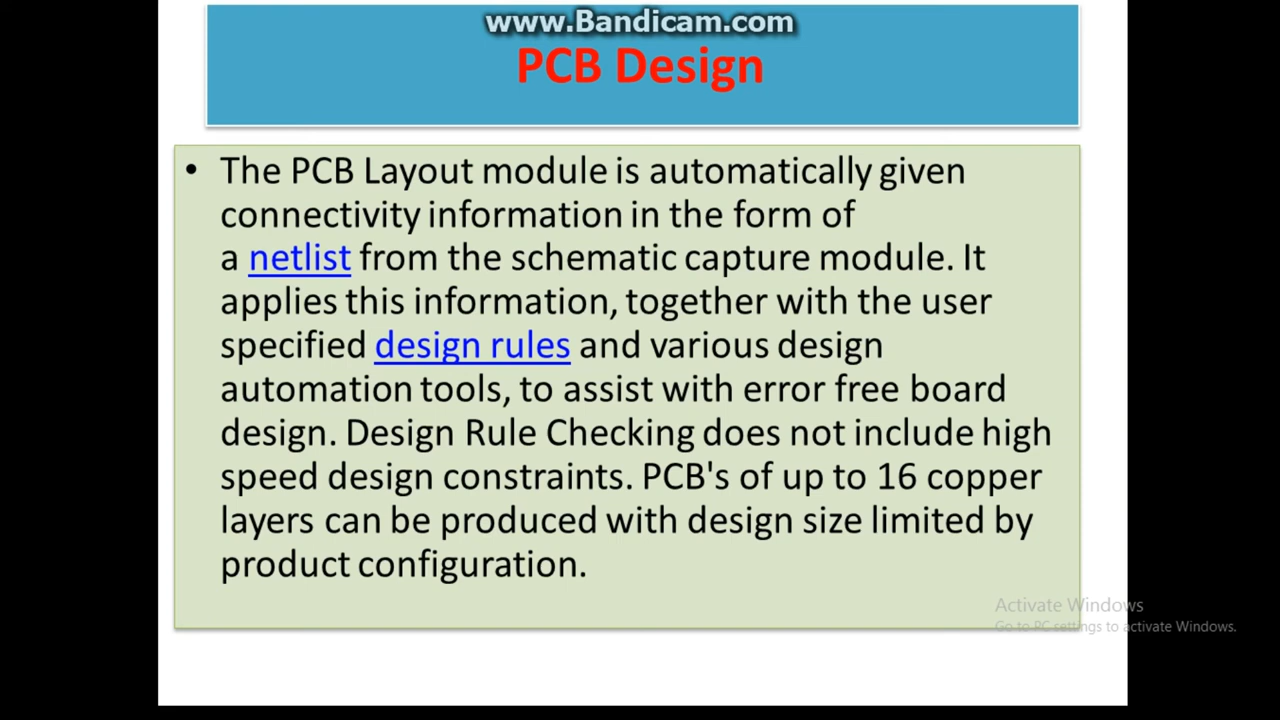 www.Bandicam.com
PCB Design
• The PCB Layout module is automatically given
connectivity information in the form of
a netlist from the schematic capture module. It
applies this information, together with the user
specified design rules and various design
automation tools, to assist with error free board
design. Design Rule Checking does not include high
speed design constraints. PCB's of up to 16 copper
layers can be produced with design size limited by
product configuration.
Activate Windows
Go to PC settings to activate Windows.